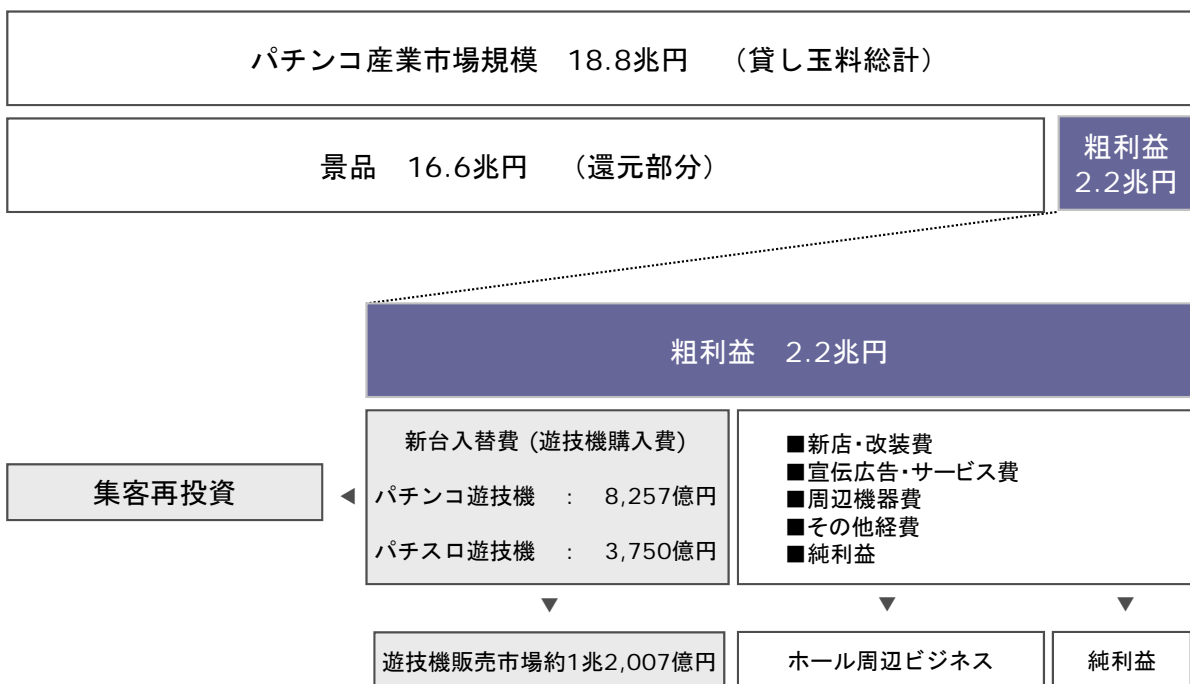 パチンコ産業市場規模　18.8兆円　（貸し玉料総計）
景品　16.6兆円　（還元部分）
粗利益
2.2兆円
粗利益　2.2兆円
新台入替費 (遊技機購入費)
パチンコ遊技機　:　8,257億円
パチスロ遊技機　:　3,750億円
■新店・改装費
■宣伝広告・サービス費
■周辺機器費
■その他経費
■純利益
集客再投資
遊技機販売市場約1兆2,007億円
ホール周辺ビジネス
純利益